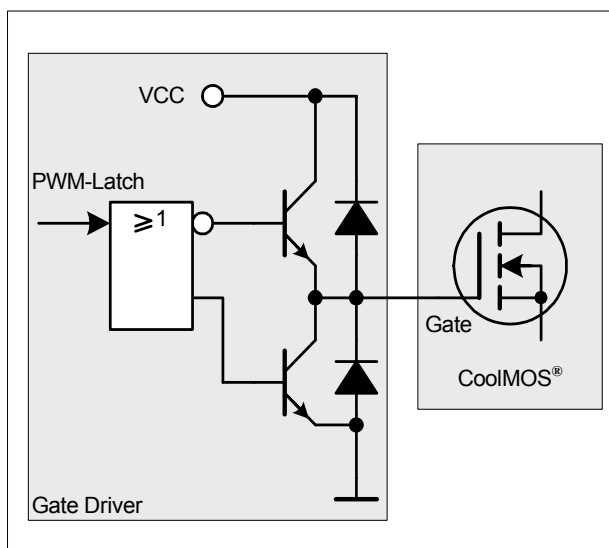 VCC
PWM-Latch
≥1
Gate
CoolMOS®
Gate Driver